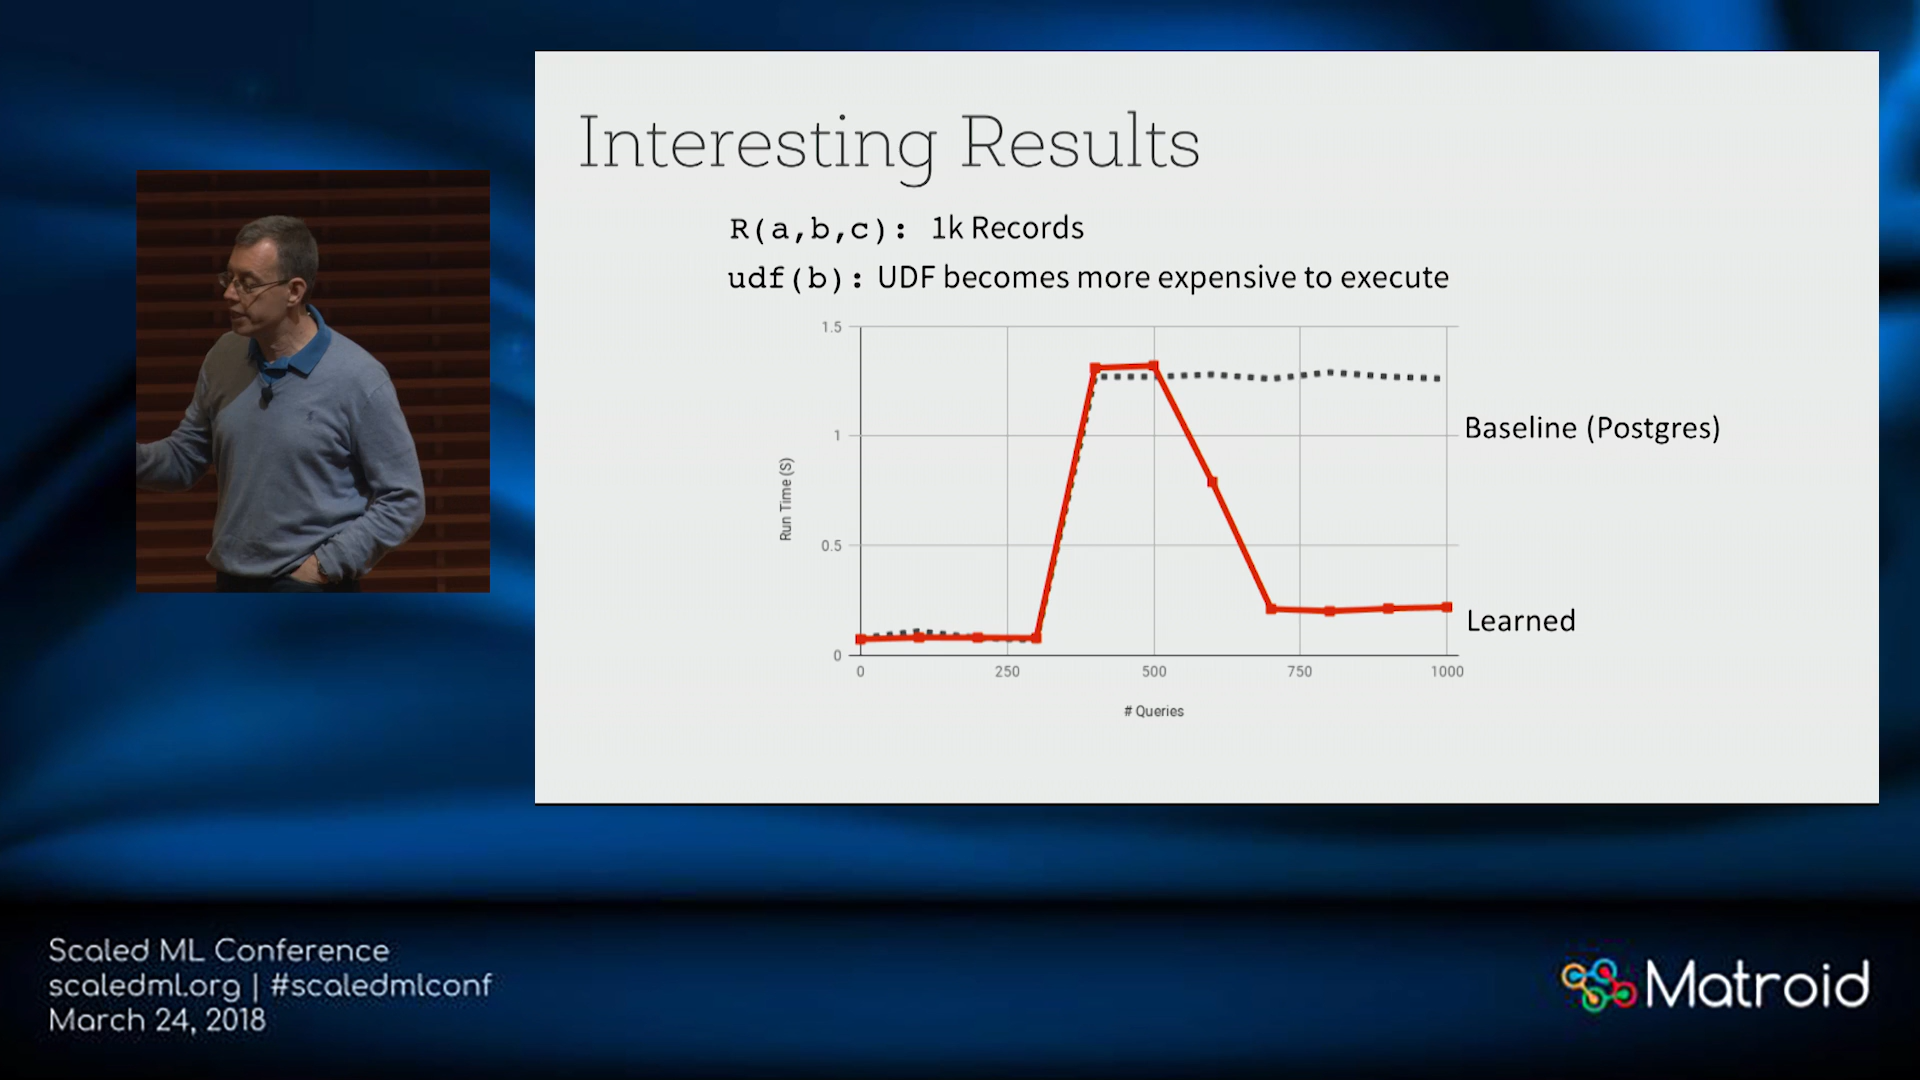 Interesting Results
R(a,b,c): 1k Records
udf(b): UDF becomes more expensive to execute
1.5
1
0.5
0
Run Time (S)
0 250 500 750 1000
# Queries
Baseline (Postgres)
Learned
Scaled ML Conference
scaledml.org | #scaledmlconf
March 24, 2018
Matroid